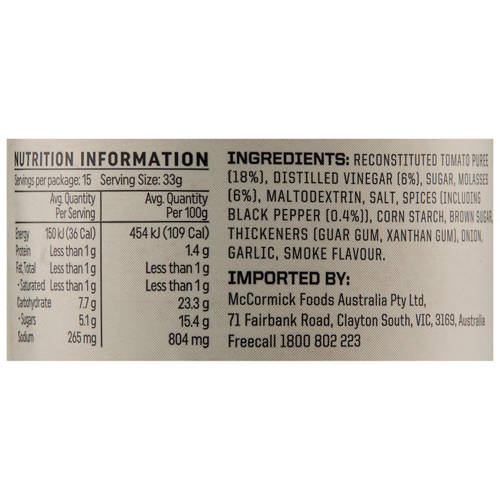 NUTRITION INFORMATION
Servings per package: 15 Serving Size: 33g
Avg. Quantity Per Serving Avg. Quantity Per 100g
Energy 150 kJ (36 Cal) 454 kJ (109 Cal)
Protein Less than 1 g 1.4 g
Fat, Total Less than 1 g Less than 1 g
• Saturated Less than 1 g Less than 1 g
Carbohydrate 7.7 g 23.3 g
• Sugars 5.1 g 15.4 g
Sodium 265 mg 804 mg
INGREDIENTS: RECONSTITUTED TOMATO PUREE
(18%), DISTILLED VINEGAR (6%), SUGAR, MOLASSES
(6%), MALTODEXTRIN, SALT, SPICES (INCLUDING
BLACK PEPPER (0.4%)), CORN STARCH, BROWN SUGAR,
THICKENERS (GUAR GUM, XANTHAN GUM), ONION,
GARLIC, SMOKE FLAVOUR.
IMPORTED BY:
McCormick Foods Australia Pty Ltd,
71 Fairbank Road, Clayton South, VIC, 3169, Australia
Freecall 1800 802 223